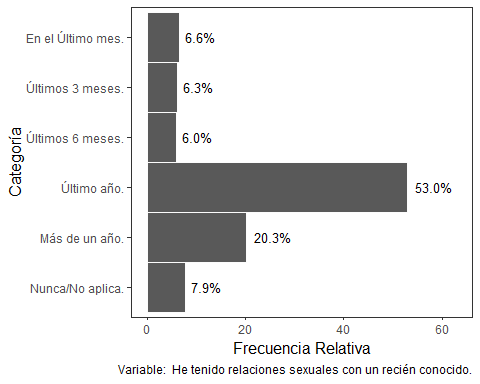 En el Último mes.
6.6%
Últimos 3 meses.
6.3%
Últimos 6 meses.
6.0%
Último año.
53.0%
Más de un año.
20.3%
Nunca/No aplica.
7.9%
Categoría
0 20 40 60
Frecuencia Relativa
Variable: He tenido relaciones sexuales con un recién conocido.